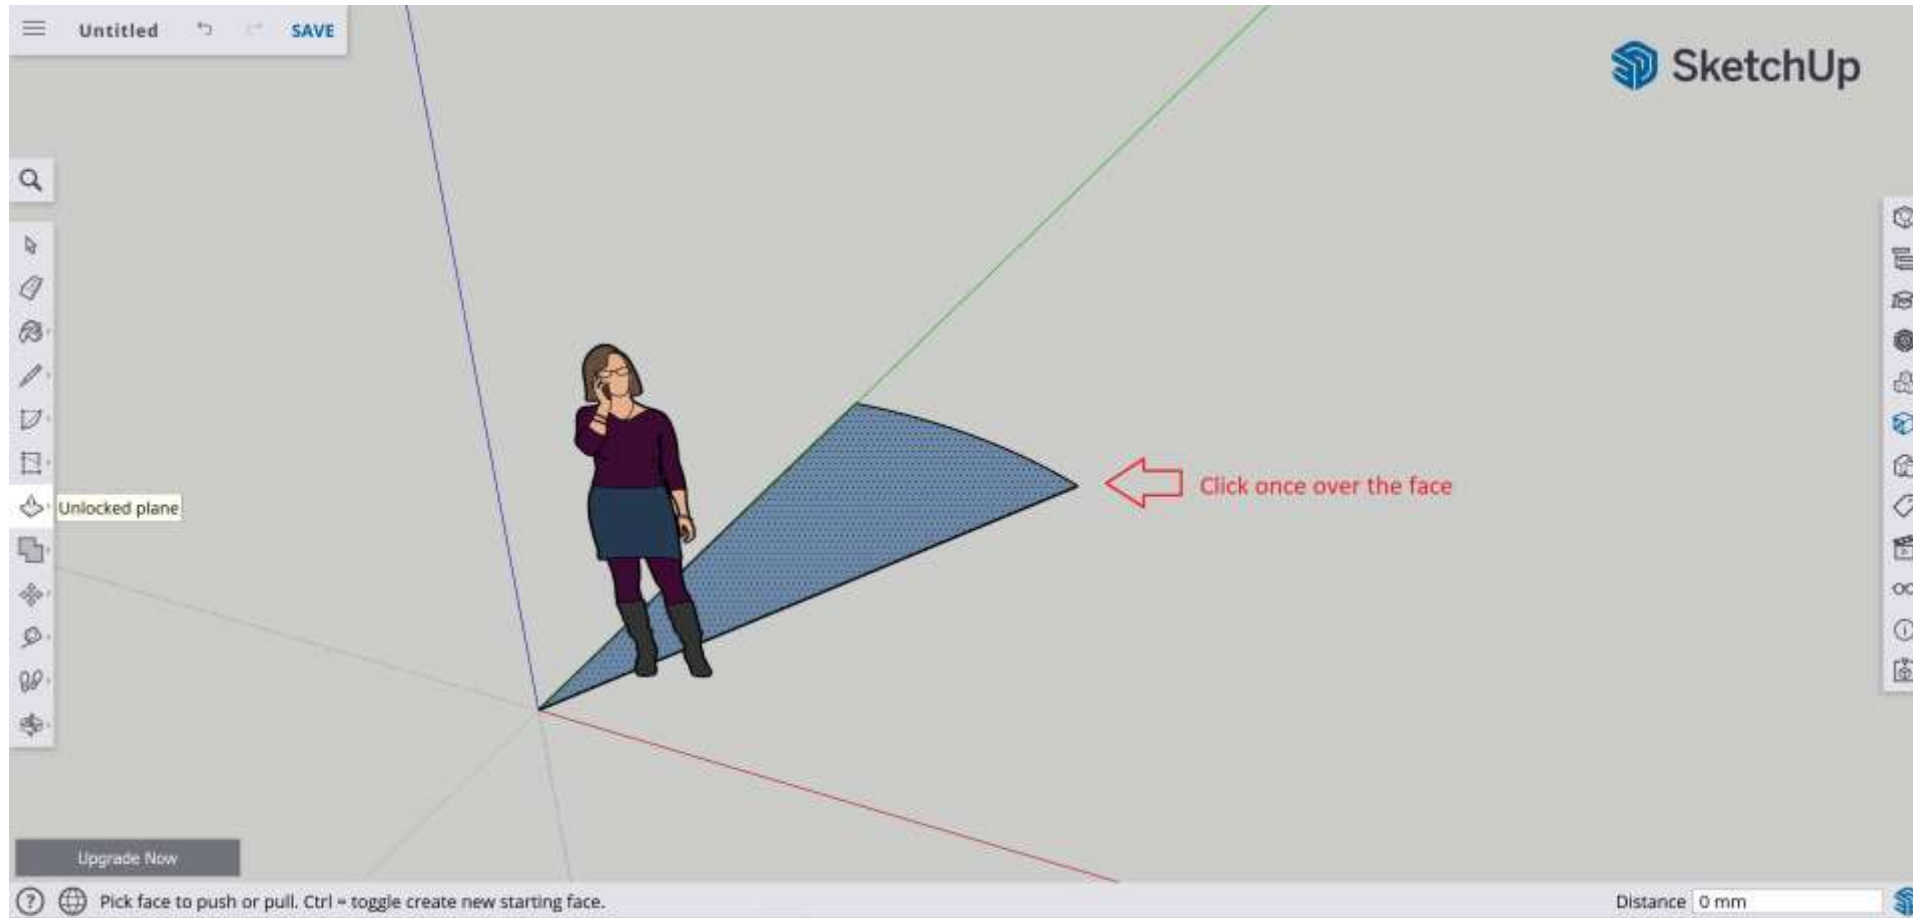 Untitled
SAVE
SketchUp
Unlocked plane
Click once over the face
Upgrade Now
Pick face to push or pull. Ctrl = toggle create new starting face.
Distance 0 mm